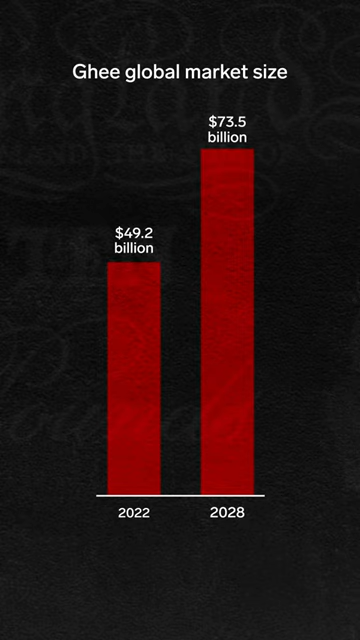 Ghee global market size
$73.5
billion
$49.2
billion
2022
2028